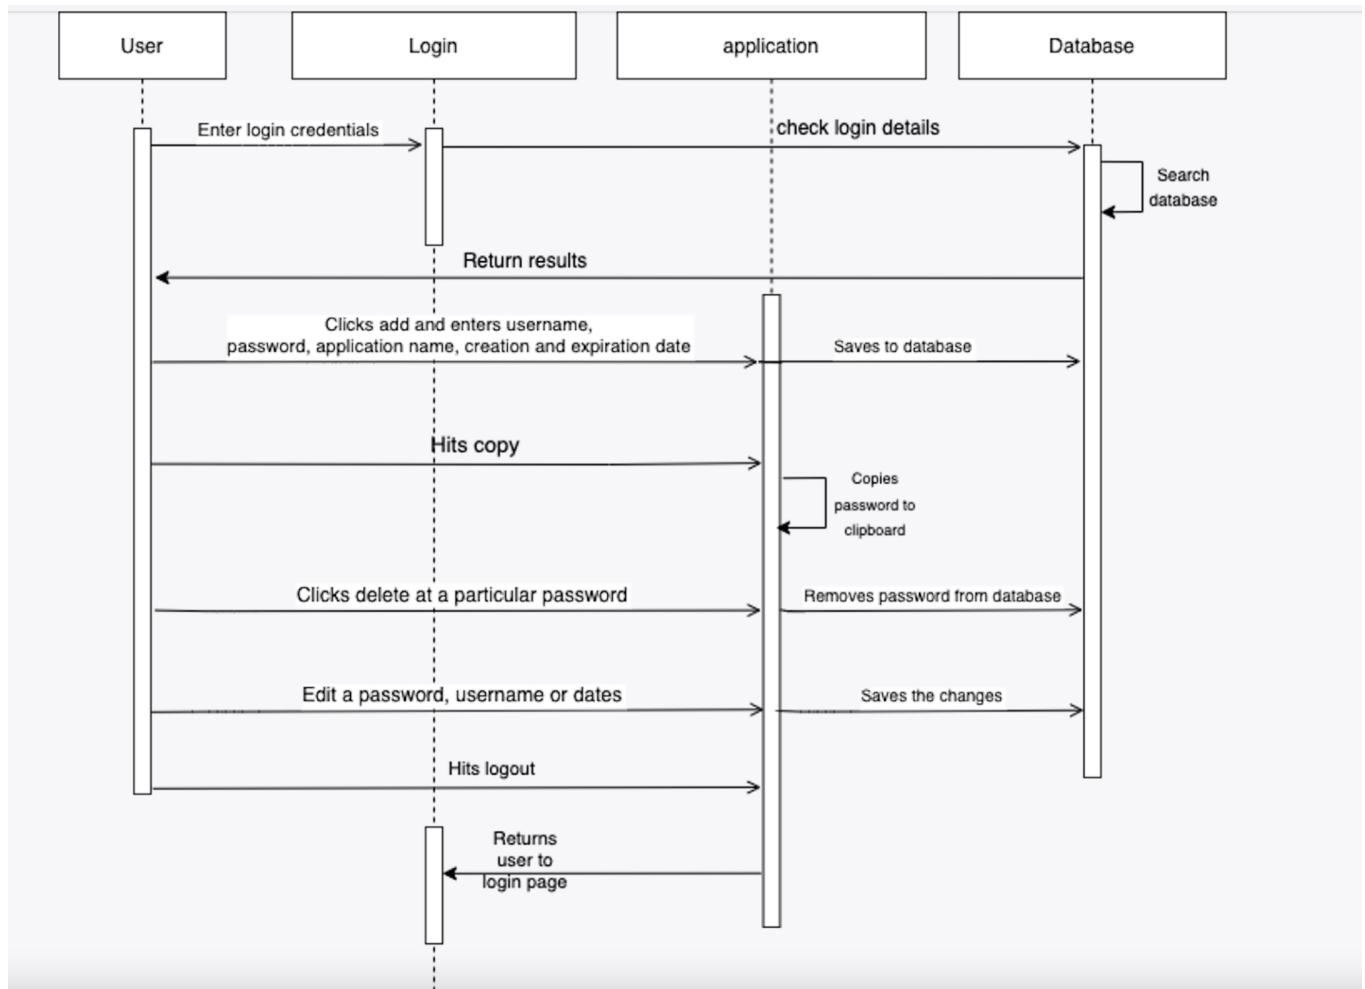 User
Login
application
Database
Enter login credentials
check login details
Search
database
Return results
Clicks add and enters username,
password, application name, creation and expiration date
Saves to database
Hits copy
Copies
password to
clipboard
Clicks delete at a particular password
Removes password from database
Edit a password, username or dates
Saves the changes
Hits logout
Returns
user to
login page